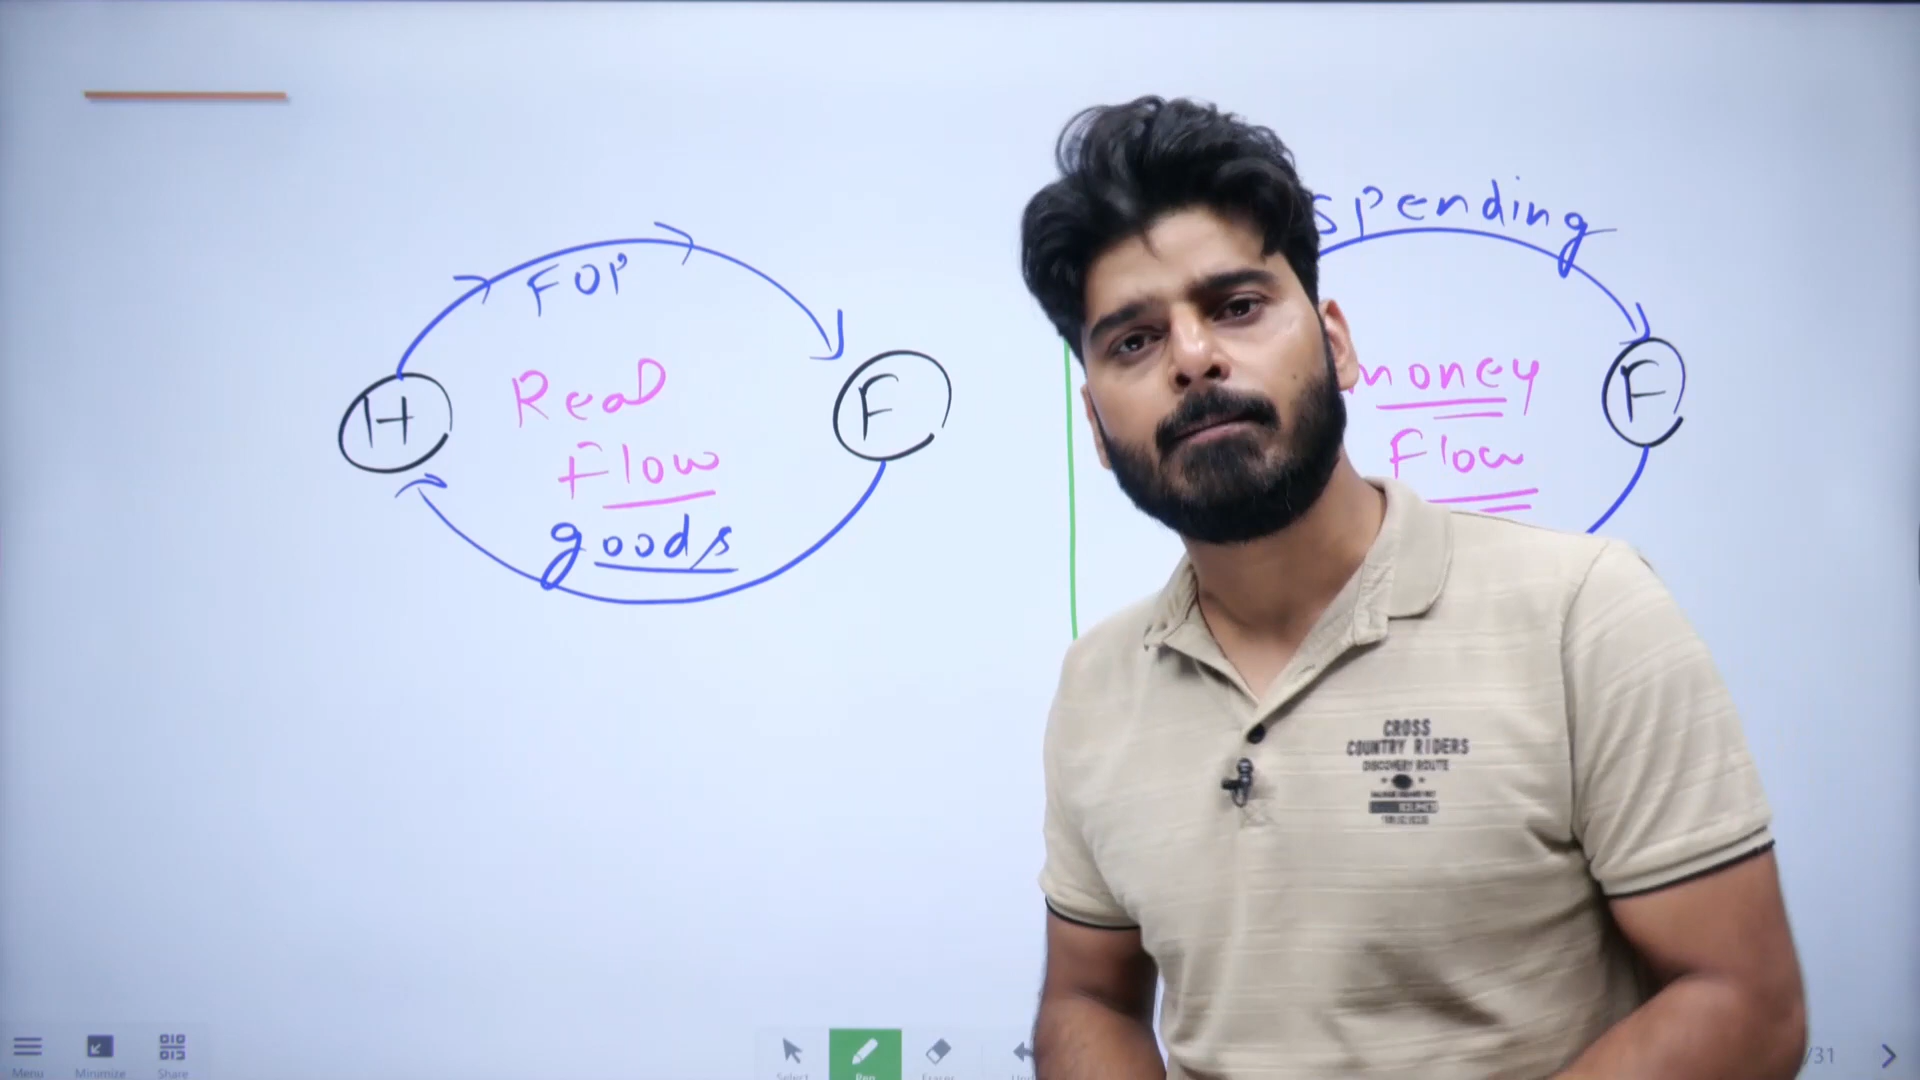 FOP
H
Real
Flow
goods
F
spending
money
Flow
F
CROSS
COUNTRY RIDERS
DISCOVERY ROUTE
Menu
Minimize
Share
Select
Pen
Eraser
/31